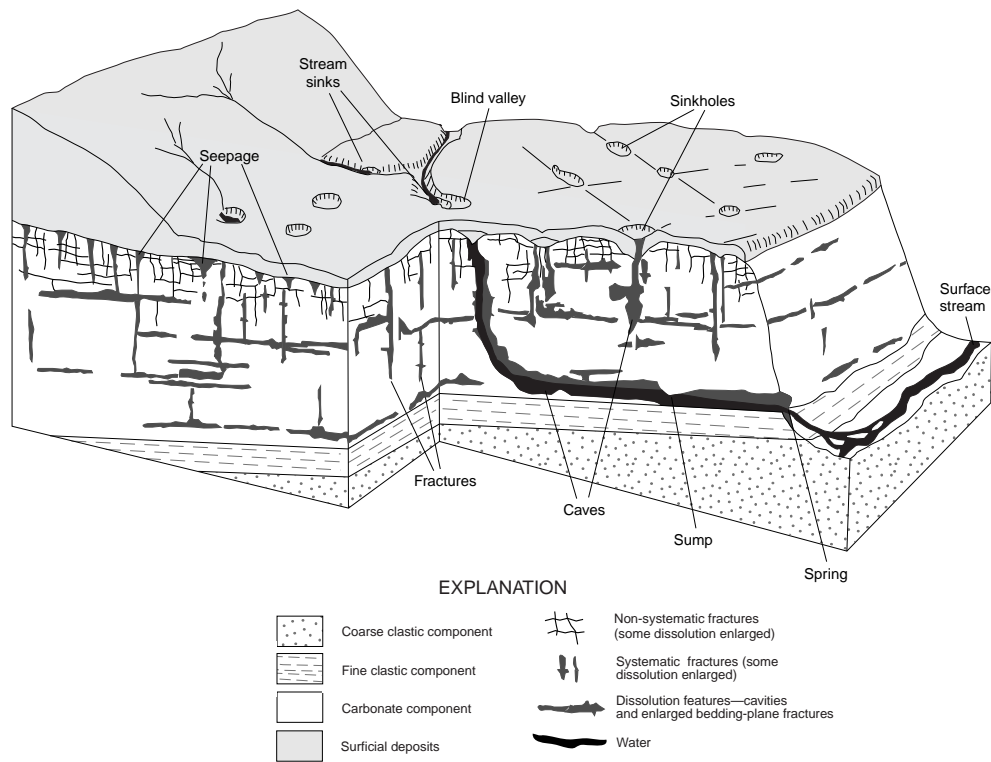 Stream
sinks
Blind valley
Sinkholes
Seepage
Surface
stream
Fractures
Caves
Sump
Spring
EXPLANATION
Coarse clastic component
Fine clastic component
Carbonate component
Surficial deposits
Non-systematic fractures
(some dissolution enlarged)
Systematic fractures (some
dissolution enlarged)
Dissolution features—cavities
and enlarged bedding-plane fractures
Water